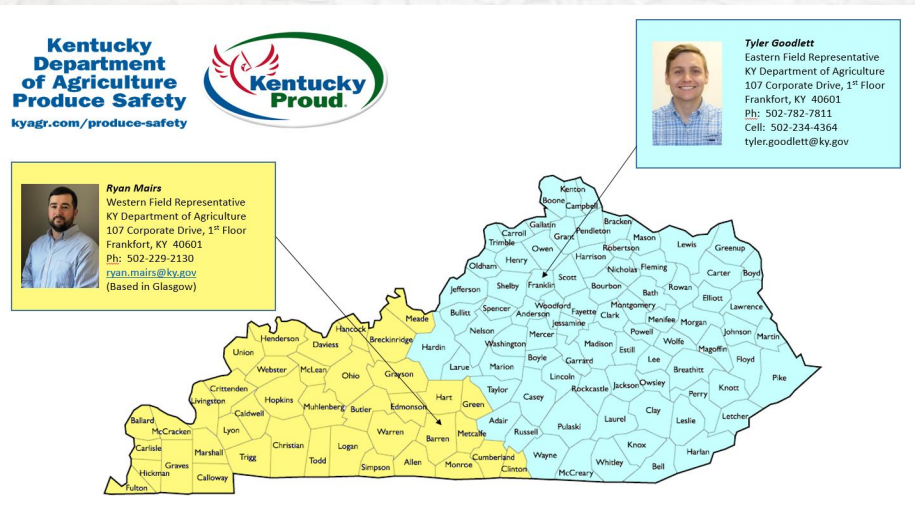 Kentucky
Department
of Agriculture
Produce Safety
kyagr.com/produce-safety
Kentucky
Proud.
Tyler Goodlett
Eastern Field Representative
KY Department of Agriculture
107 Corporate Drive, 1st Floor
Frankfort, KY 40601
Ph: 502-782-7811
Cell: 502-234-4364
tyler.goodlett@ky.gov
Ryan Mairs
Western Field Representative
KY Department of Agriculture
107 Corporate Drive, 1st Floor
Frankfort, KY 40601
Ph: 502-229-2130
ryan.mairs@ky.gov
(Based in Glasgow)
Kenton
Boone
Campbell
Gallatin
Bracken
Carroll
Grant
Pendleton
Trimble
Owen
Robertson
Mason
Lewis
Greenup
Henry
Harrison
Oldham
Nicholas
Fleming
Carter
Boyd
Jefferson
Shelby
Franklin
Scott
Bourbon
Bath
Rowan
Elliott
Lawrence
Bullitt
Spencer
Anderson
Woodford
Fayette
Clark
Montgomery
Menifee
Morgan
Jessamine
Meade
Hancock
Breckinridge
Nelson
Mercer
Powell
Wolfe
Johnson
Martin
Henderson
Daviess
Hardin
Washington
Madison
Estill
Magoffin
Union
Boyle
Garrard
Lee
Floyd
Webster
McLean
Ohio
Grayson
Larue
Marion
Breathitt
Pike
Lincoln
Rockcastle
Jackson
Owsley
Knott
Crittenden
Livingston
Hopkins
Muhlenberg
Butler
Edmonson
Hart
Green
Taylor
Casey
Perry
Caldwell
Clay
Letcher
Ballard
McCracken
Lyon
Warren
Barren
Metcalfe
Adair
Russell
Pulaski
Laurel
Leslie
Carlisle
Marshall
Trigg
Christian
Todd
Logan
Simpson
Allen
Monroe
Cumberland
Clinton
Wayne
McCreary
Whitley
Knox
Bell
Harlan
Hickman
Graves
Calloway
Fulton